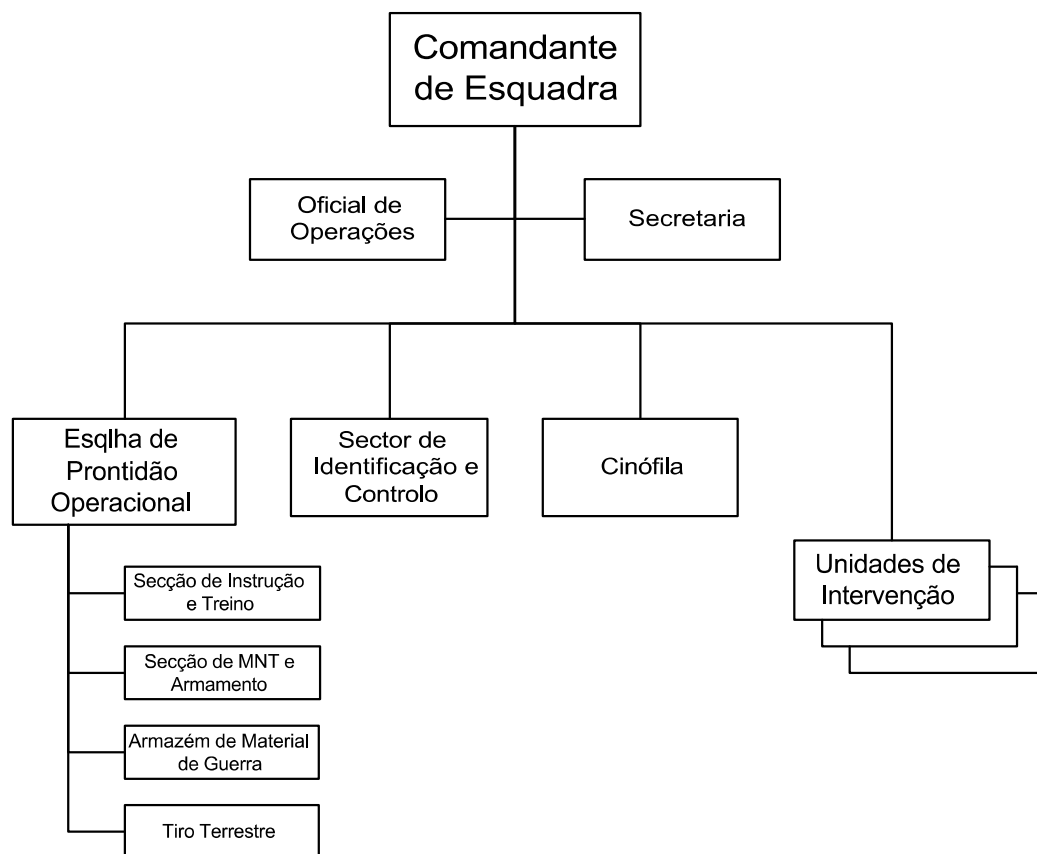 Comandante
de Esquadra
Oficial de
Operações
Secretaria
Esqlha de
Prontidão
Operacional
Sector de
Identificação e
Controlo
Cinófila
Unidades de
Intervenção
Secção de Instrução
e Treino
Secção de MNT e
Armamento
Armazém de Material
de Guerra
Tiro Terrestre